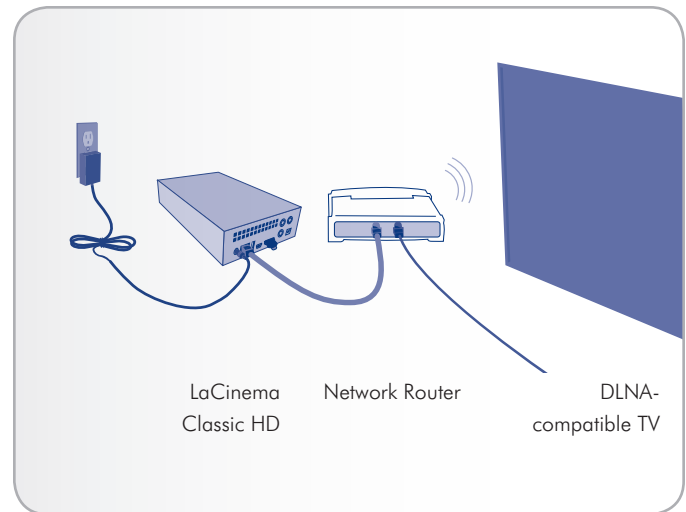 LaCinema
Classic HD
Network Router
DLNA-
compatible TV